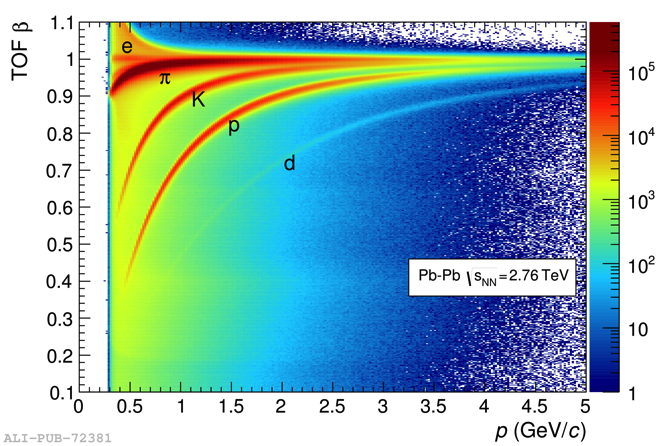 TOF β
1.1
1
0.9
0.8
0.7
0.6
0.5
0.4
0.3
0.2
0.1
e
π
K
p
d
Pb-Pb √sNN = 2.76 TeV
0 0.5 1 1.5 2 2.5 3 3.5 4 4.5 5
p (GeV/c)
10⁵
10⁴
10³
10²
10
1
ALI-PUB-72381